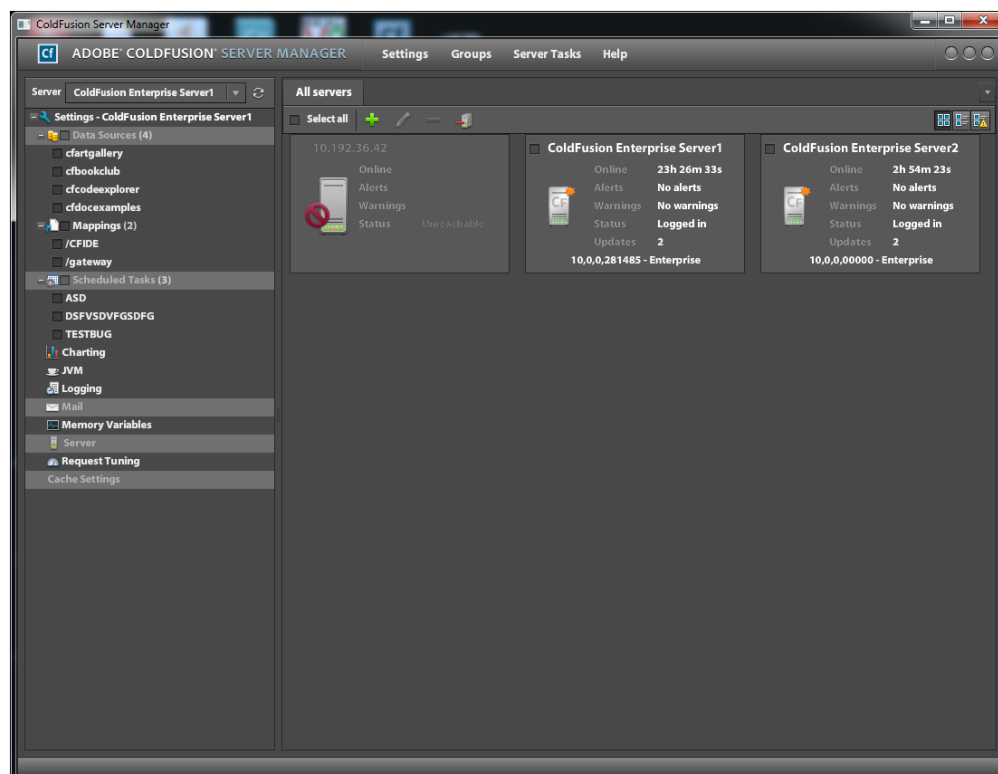 ColdFusion Server Manager
Cf ADOBE® COLDFUSION® SERVER MANAGER Settings Groups Server Tasks Help
Server ColdFusion Enterprise Server1
Settings - ColdFusion Enterprise Server1
Data Sources (4)
cfartgallery
cfbookclub
cfcodeexplorer
cfdocexamples
Mappings (2)
/CFIDE
/gateway
Scheduled Tasks (3)
ASD
DSFVSDVFGSDFG
TESTBUG
Charting
JVM
Logging
Mail
Memory Variables
Server
Request Tuning
Cache Settings
All servers
Select all
10.192.36.42
Online
Alerts
Warnings
Status Unreachable
ColdFusion Enterprise Server1
Online 23h 26m 33s
Alerts No alerts
Warnings No warnings
Status Logged in
Updates 2
10,0,0,281485 - Enterprise
ColdFusion Enterprise Server2
Online 2h 54m 23s
Alerts No alerts
Warnings No warnings
Status Logged in
Updates 2
10,0,0,00000 - Enterprise